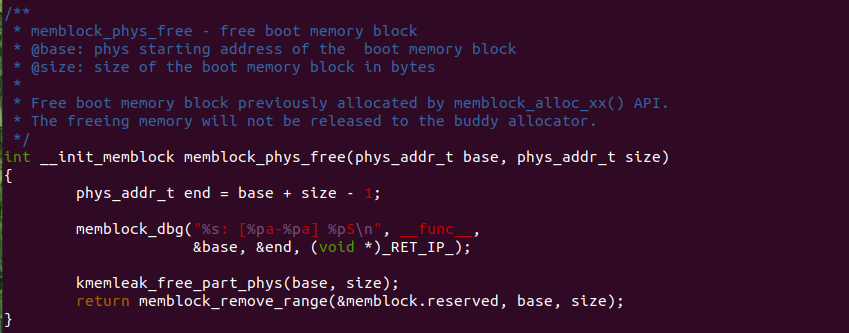 /**
 * memblock_phys_free - free boot memory block
 * @base: phys starting address of the  boot memory block
 * @size: size of the boot memory block in bytes
 *
 * Free boot memory block previously allocated by memblock_alloc_xx() API.
 * The freeing memory will not be released to the buddy allocator.
 */
int __init_memblock memblock_phys_free(phys_addr_t base, phys_addr_t size)
{
        phys_addr_t end = base + size - 1;

        memblock_dbg("%s: [%pa-%pa] %pS\n", __func__,
                     &base, &end, (void *)_RET_IP_);

        kmemleak_free_part_phys(base, size);
        return memblock_remove_range(&memblock.reserved, base, size);
}